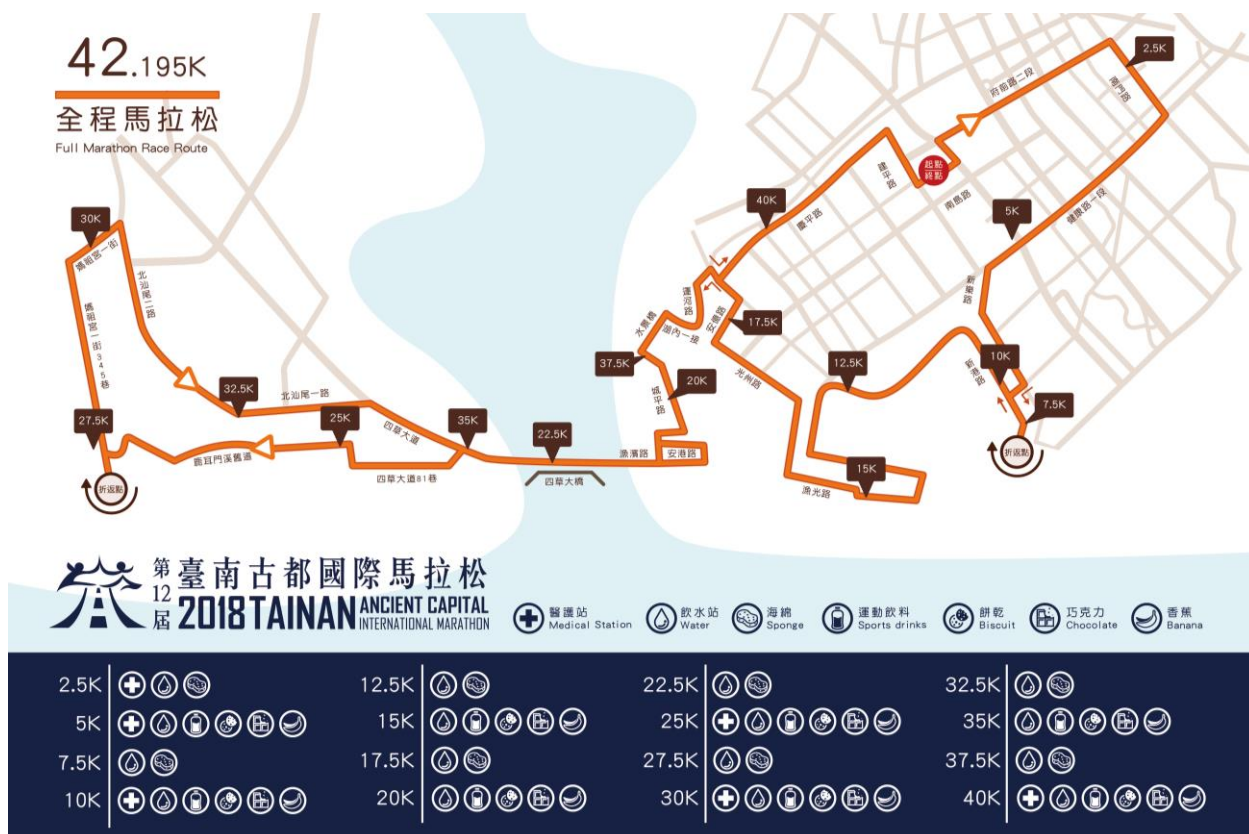 42.195K
全程馬拉松
Full Marathon Race Route
2.5K
府前路二段
南門路
起點
終點
建平路
南島路
慶平路
40K
5K
健康路一段
新樂路
30K
媽祖宮一街
北汕尾二路
媽祖宮一街345巷
運河路
水景橋
安億路
17.5K
37.5K
光州路
12.5K
新港路
10K
7.5K
32.5K
北汕尾一路
20K
城平路
27.5K
25K
四草大道
35K
22.5K
漁濱路
安港路
鹿耳門溪舊道
四草大道81巷
四草大橋
15K
漁光路
折返點
折返點
第12屆
臺南古都國際馬拉松
2018 TAINAN ANCIENT CAPITAL INTERNATIONAL MARATHON
醫護站 Medical Station
飲水站 Water
海綿 Sponge
運動飲料 Sports drinks
餅乾 Biscuit
巧克力 Chocolate
香蕉 Banana
2.5K
5K
7.5K
10K
12.5K
15K
17.5K
20K
22.5K
25K
27.5K
30K
32.5K
35K
37.5K
40K